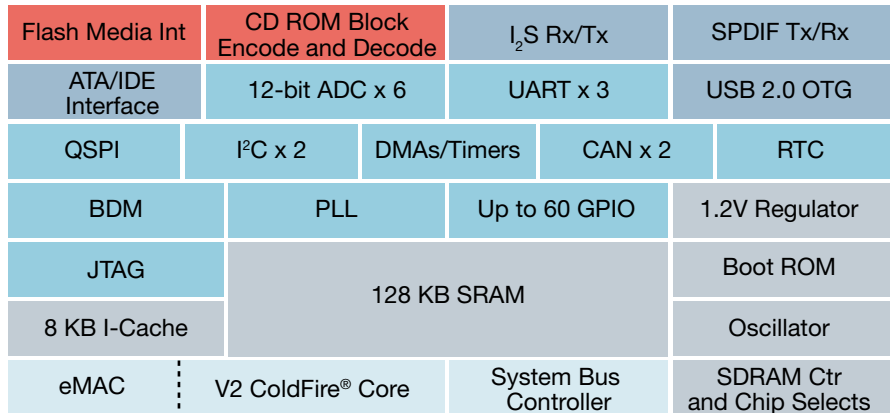 Flash Media Int
CD ROM Block
Encode and Decode
I₂S Rx/Tx
SPDIF Tx/Rx
ATA/IDE
Interface
12-bit ADC x 6
UART x 3
USB 2.0 OTG
QSPI
I²C x 2
DMAs/Timers
CAN x 2
RTC
BDM
PLL
Up to 60 GPIO
1.2V Regulator
JTAG
128 KB SRAM
Boot ROM
8 KB I-Cache
Oscillator
eMAC
V2 ColdFire® Core
System Bus
Controller
SDRAM Ctr
and Chip Selects